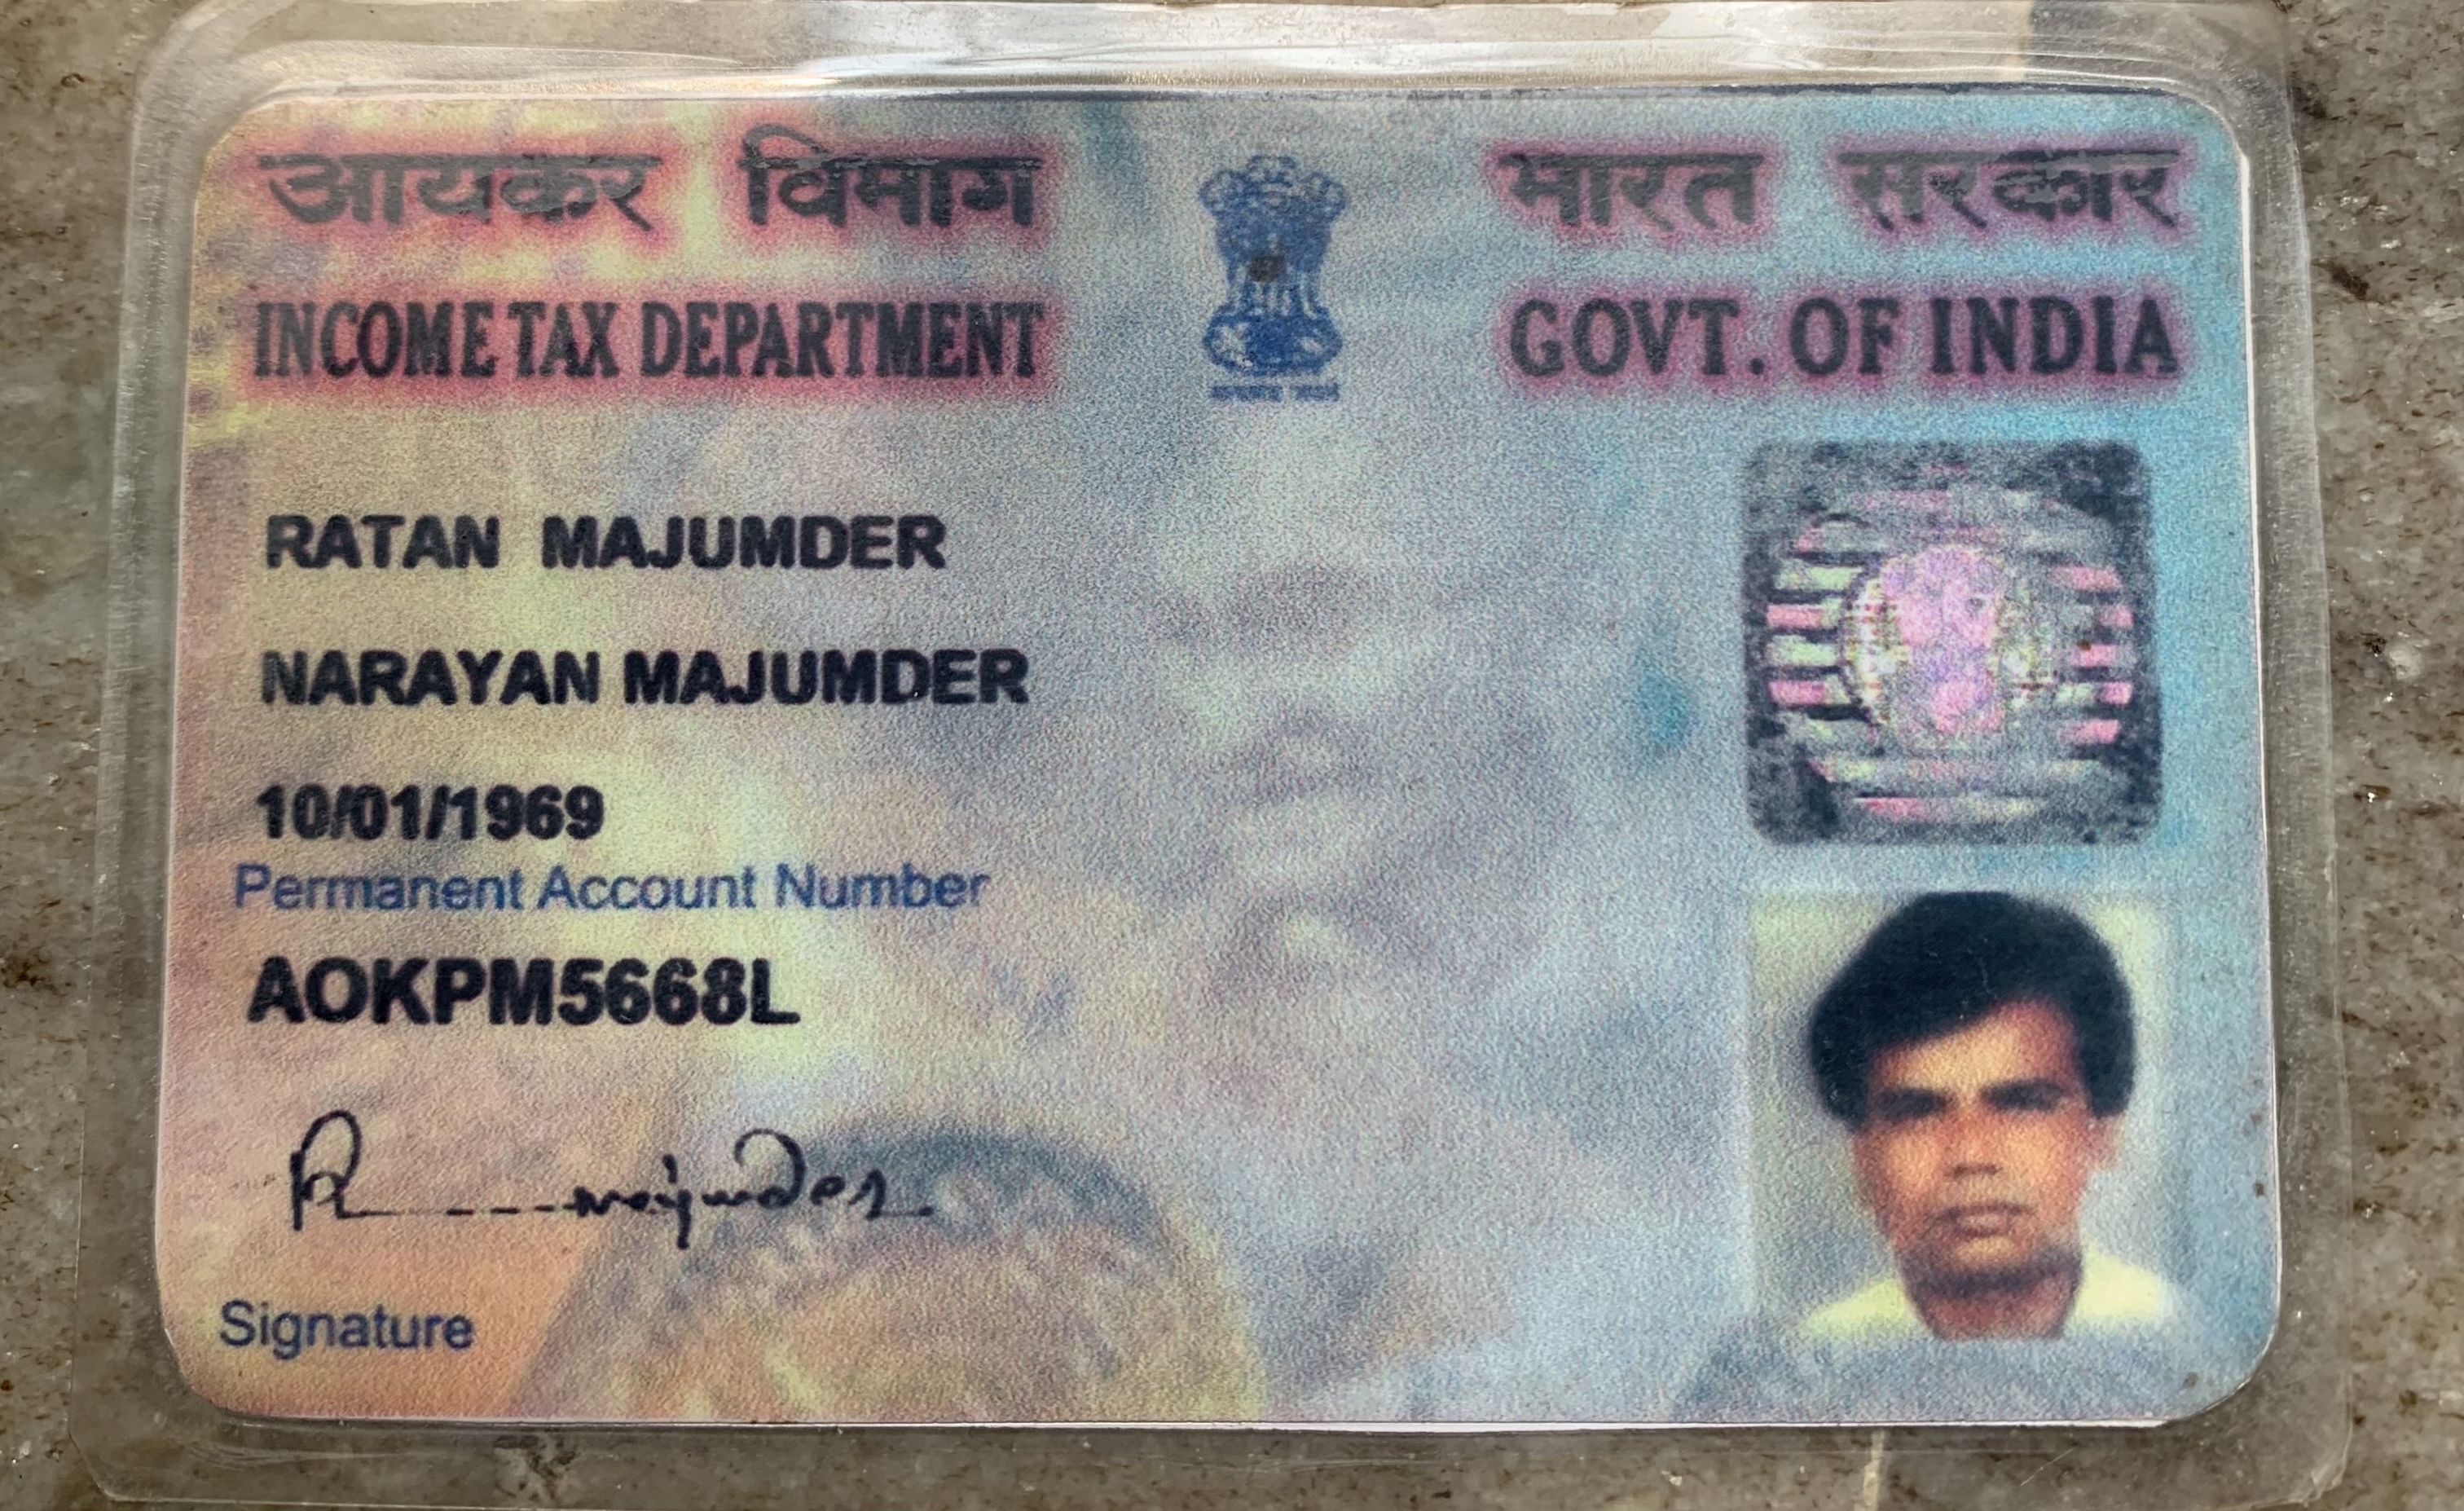 आयकर विभाग
भारत सरकार
INCOME TAX DEPARTMENT
GOVT. OF INDIA
RATAN MAJUMDER
NARAYAN MAJUMDER
10/01/1969
Permanent Account Number
AOKPM5668L
R majumder
Signature